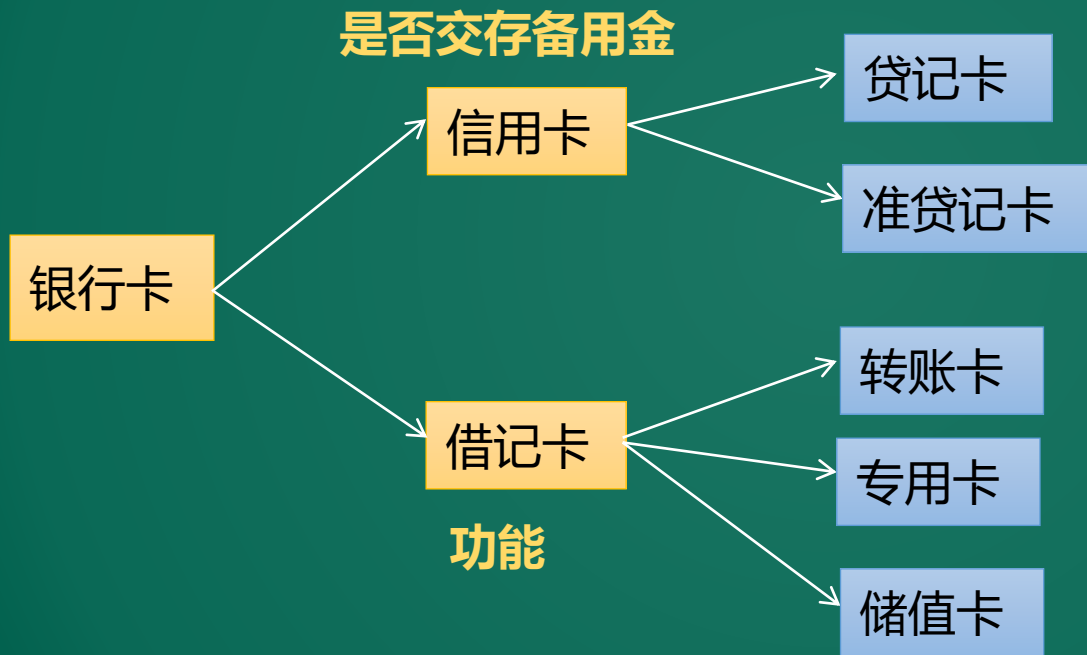 是否交存备用金
贷记卡
信用卡
准贷记卡
银行卡
转账卡
借记卡
专用卡
功能
储值卡